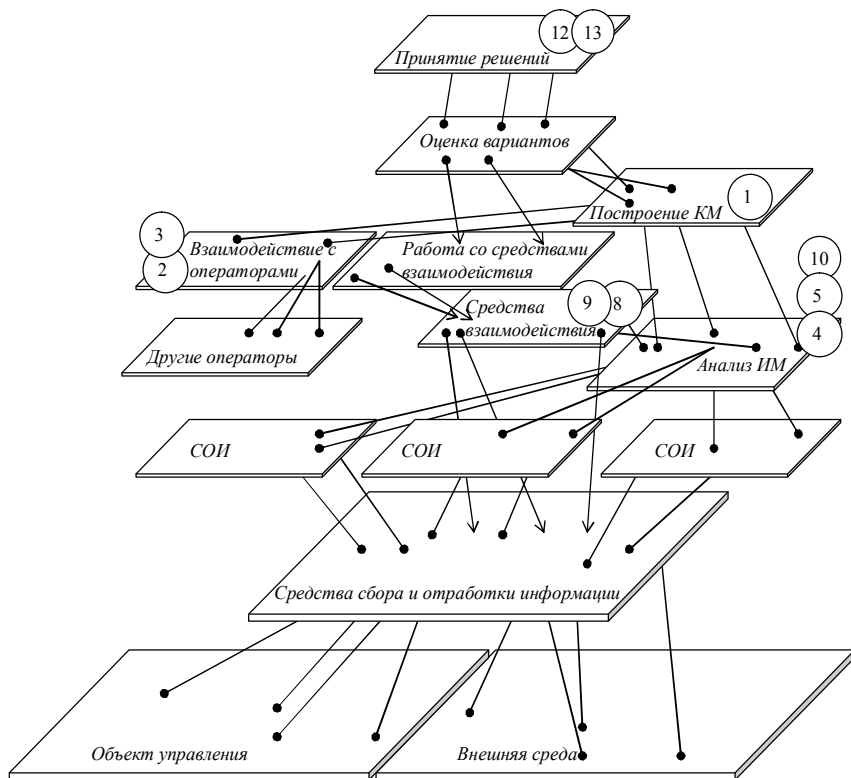 12 13
Принятие решений
Оценка вариантов
1
Построение КМ
3
Взаимодействие с
2
операторами
Работа со средствами
взаимодействия
10
Средства
9 8
5
взаимодействия
4
Другие операторы
Анализ ИМ
СОИ
СОИ
СОИ
Средства сбора и отработки информации
Объект управления
Внешняя среда